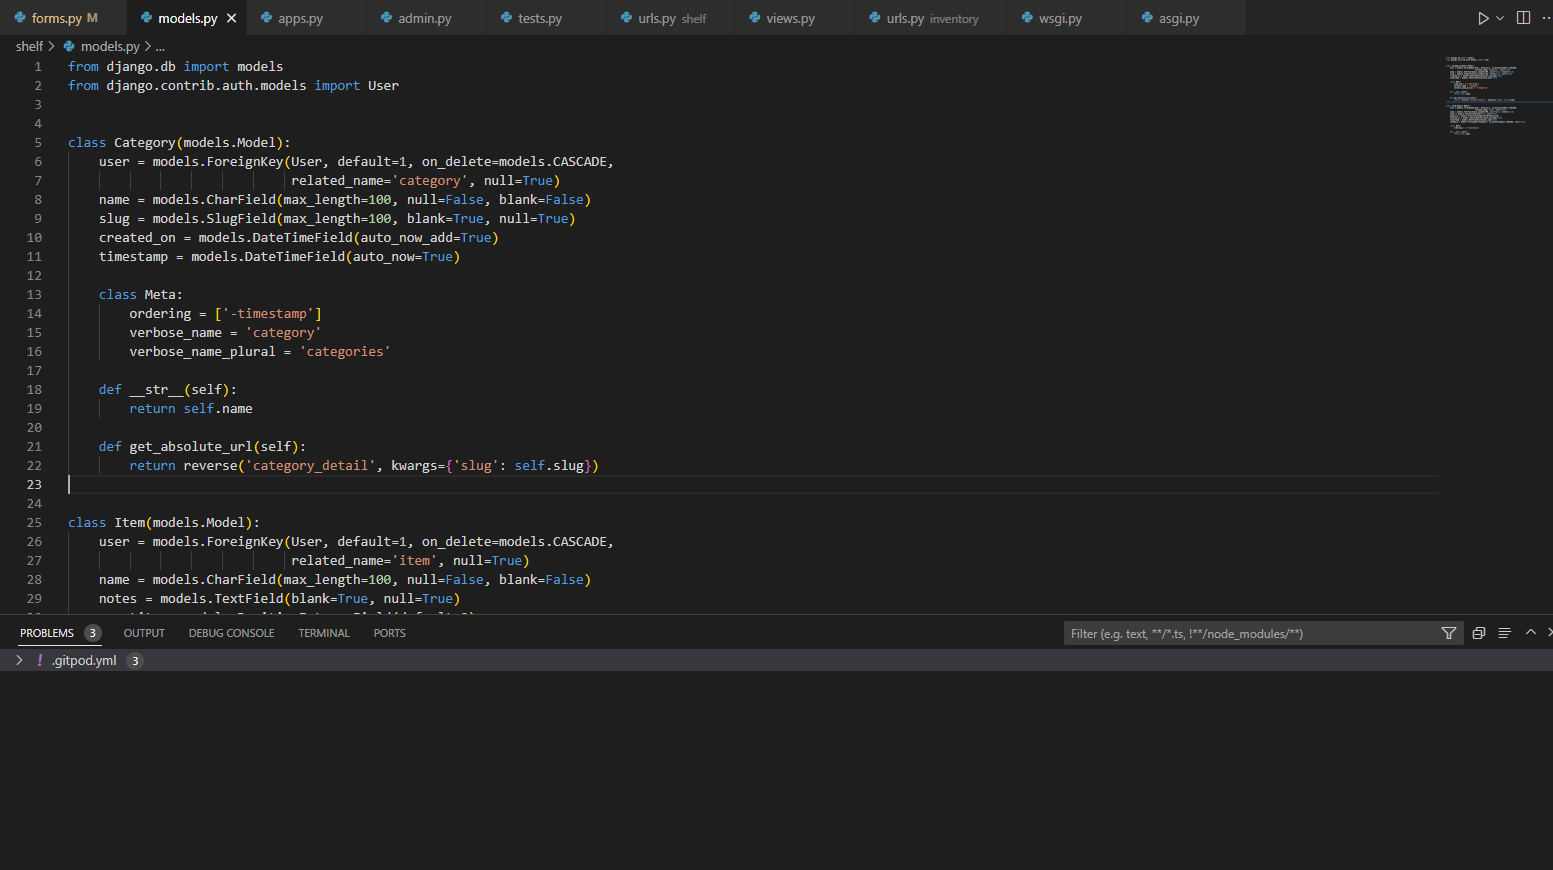 forms.py M models.py apps.py admin.py tests.py urls.py shelf views.py urls.py inventory wsgi.py asgi.py
shelf > models.py > ...
1 from django.db import models
2 from django.contrib.auth.models import User
3
4
5 class Category(models.Model):
6 user = models.ForeignKey(User, default=1, on_delete=models.CASCADE,
7 related_name='category', null=True)
8 name = models.CharField(max_length=100, null=False, blank=False)
9 slug = models.SlugField(max_length=100, blank=True, null=True)
10 created_on = models.DateTimeField(auto_now_add=True)
11 timestamp = models.DateTimeField(auto_now=True)
12
13 class Meta:
14 ordering = ['-timestamp']
15 verbose_name = 'category'
16 verbose_name_plural = 'categories'
17
18 def __str__(self):
19 return self.name
20
21 def get_absolute_url(self):
22 return reverse('category_detail', kwargs={'slug': self.slug})
23
24
25 class Item(models.Model):
26 user = models.ForeignKey(User, default=1, on_delete=models.CASCADE,
27 related_name='item', null=True)
28 name = models.CharField(max_length=100, null=False, blank=False)
29 notes = models.TextField(blank=True, null=True)
PROBLEMS 3 OUTPUT DEBUG CONSOLE TERMINAL PORTS Filter (e.g. text, **/*.ts, !**/node_modules/**)
! .gitpod.yml 3